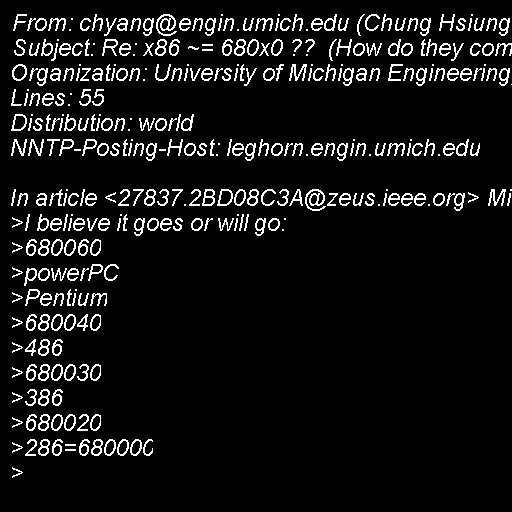 From: chyang@engin.umich.edu (Chung Hsiung
Subject: Re: x86 ~= 680x0 ??  (How do they com
Organization: University of Michigan Engineering,
Lines: 55
Distribution: world
NNTP-Posting-Host: leghorn.engin.umich.edu

In article <27837.2BD08C3A@zeus.ieee.org> Mi
>I believe it goes or will go:
>680060
>powerPC
>Pentium
>680040
>486
>680030
>386
>680020
>286=680000
>